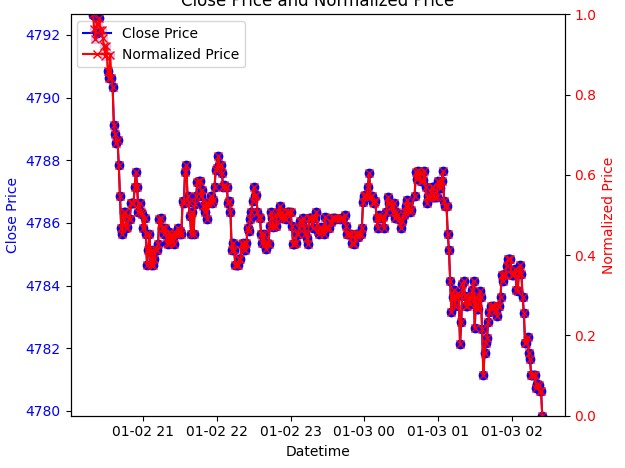 Close Price and Normalized Price
Close Price
Normalized Price
4792
4790
4788
4786
4784
4782
4780
Close Price
1.0
0.8
0.6
0.4
0.2
0.0
Normalized Price
01-02 21 01-02 22 01-02 23 01-03 00 01-03 01 01-03 02
Datetime